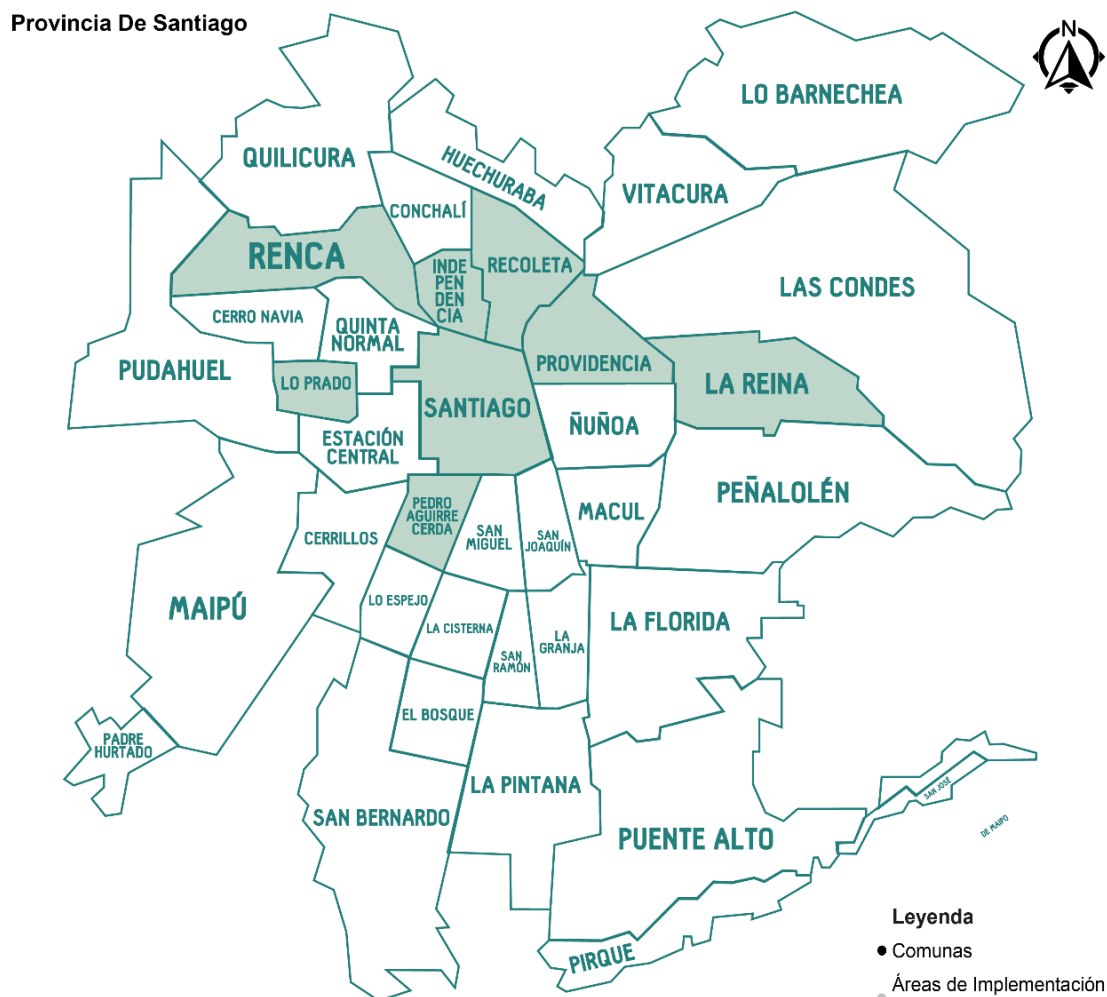 Provincia De Santiago
N
LO BARNECHEA
QUILICURA
HUECHURABA
VITACURA
CONCHALÍ
RENCA
INDE
PEN
DEN
CIA
RECOLETA
LAS CONDES
CERRO NAVIA
QUINTA
NORMAL
PUDAHUEL
LO PRADO
PROVIDENCIA
LA REINA
SANTIAGO
ÑUÑOA
ESTACIÓN
CENTRAL
PEÑALOLÉN
PEDRO
AGUIRRE
CERDA
MACUL
CERRILLOS
SAN
MIGUEL
SAN
JOAQUÍN
MAIPÚ
LO ESPEJO
LA CISTERNA
LA FLORIDA
SAN
RAMÓN
LA
GRANJA
EL BOSQUE
PADRE
HURTADO
LA PINTANA
SAN BERNARDO
SAN JOSE
DE MAIPO
PUENTE ALTO
PIRQUE
Leyenda
Comunas
Áreas de Implementación